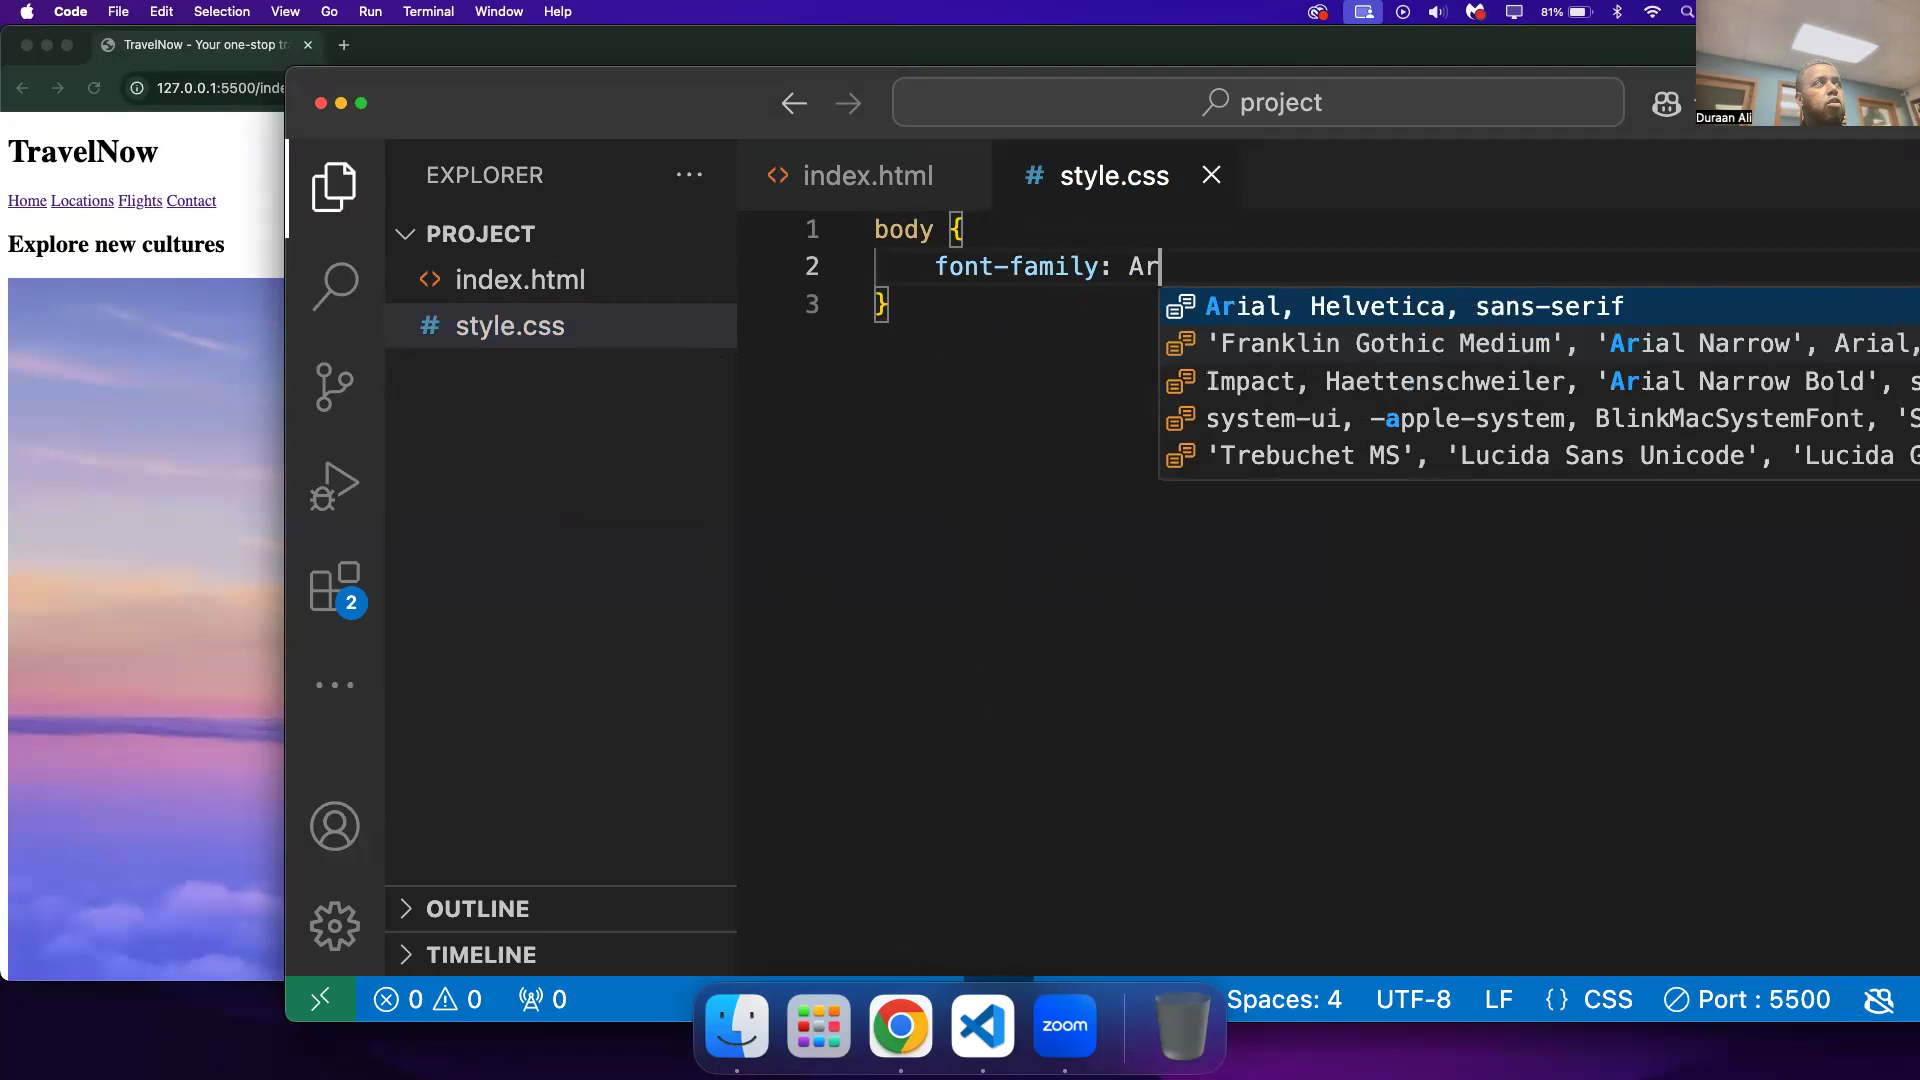 Code File Edit Selection View Go Run Terminal Window Help 81%
TravelNow - Your one-stop tr
127.0.0.1:5500/inde
TravelNow
Home Locations Flights Contact
Explore new cultures
project
Duraan Ali
EXPLORER
PROJECT
index.html
style.css
2
OUTLINE
TIMELINE
index.html # style.css
1 body {
2 font-family: Ar
3 }
Arial, Helvetica, sans-serif
'Franklin Gothic Medium', 'Arial Narrow', Arial,
Impact, Haettenschweiler, 'Arial Narrow Bold', s
system-ui, -apple-system, BlinkMacSystemFont, 'S
'Trebuchet MS', 'Lucida Sans Unicode', 'Lucida G
0 0 0 Spaces: 4 UTF-8 LF {} CSS Port : 5500
zoom